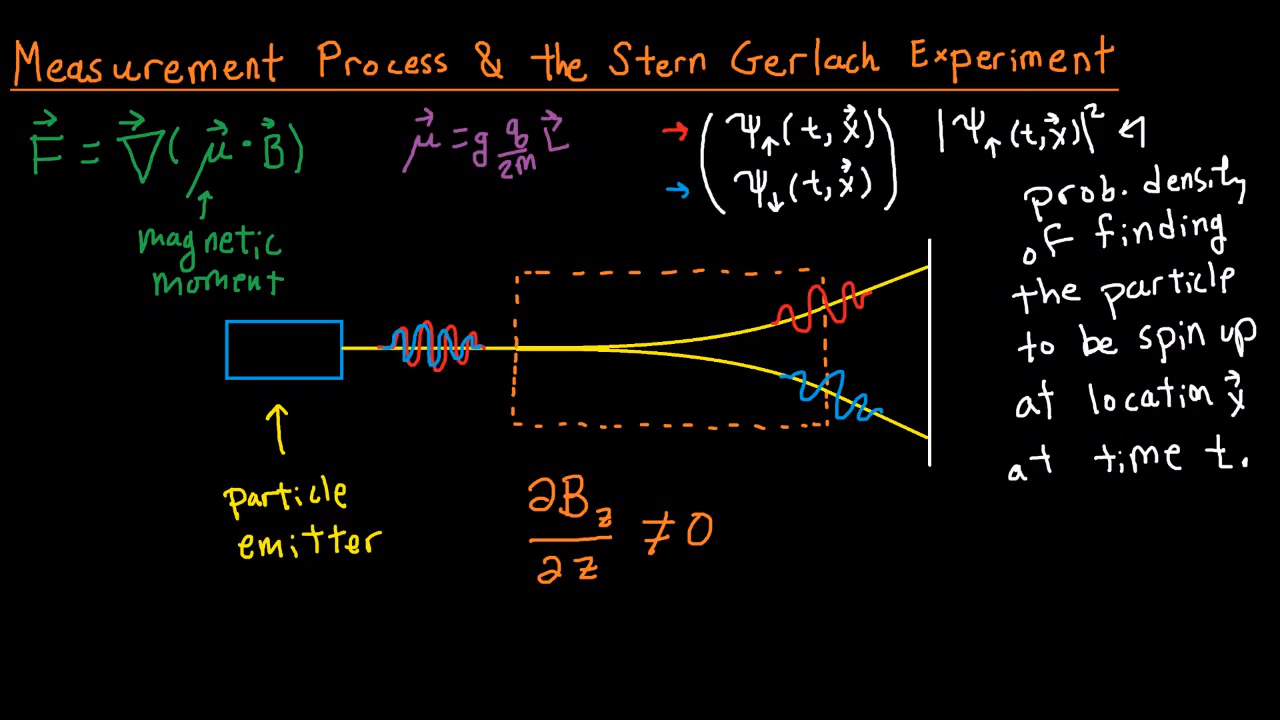 Measurement Process & the Stern Gerlach Experiment
F⃗ = ∇⃗( μ⃗ · B⃗ )
magnetic
moment
μ⃗ = g q/2m L⃗
→ ( Ψ↑(t, x⃗) )
→ ( Ψ↓(t, x⃗) )
|Ψ↑(t, x⃗)|² ↵
prob. density
of finding
the particle
to be spin up
at location x⃗
at time t.
particle
emitter
∂B_z/∂z ≠ 0